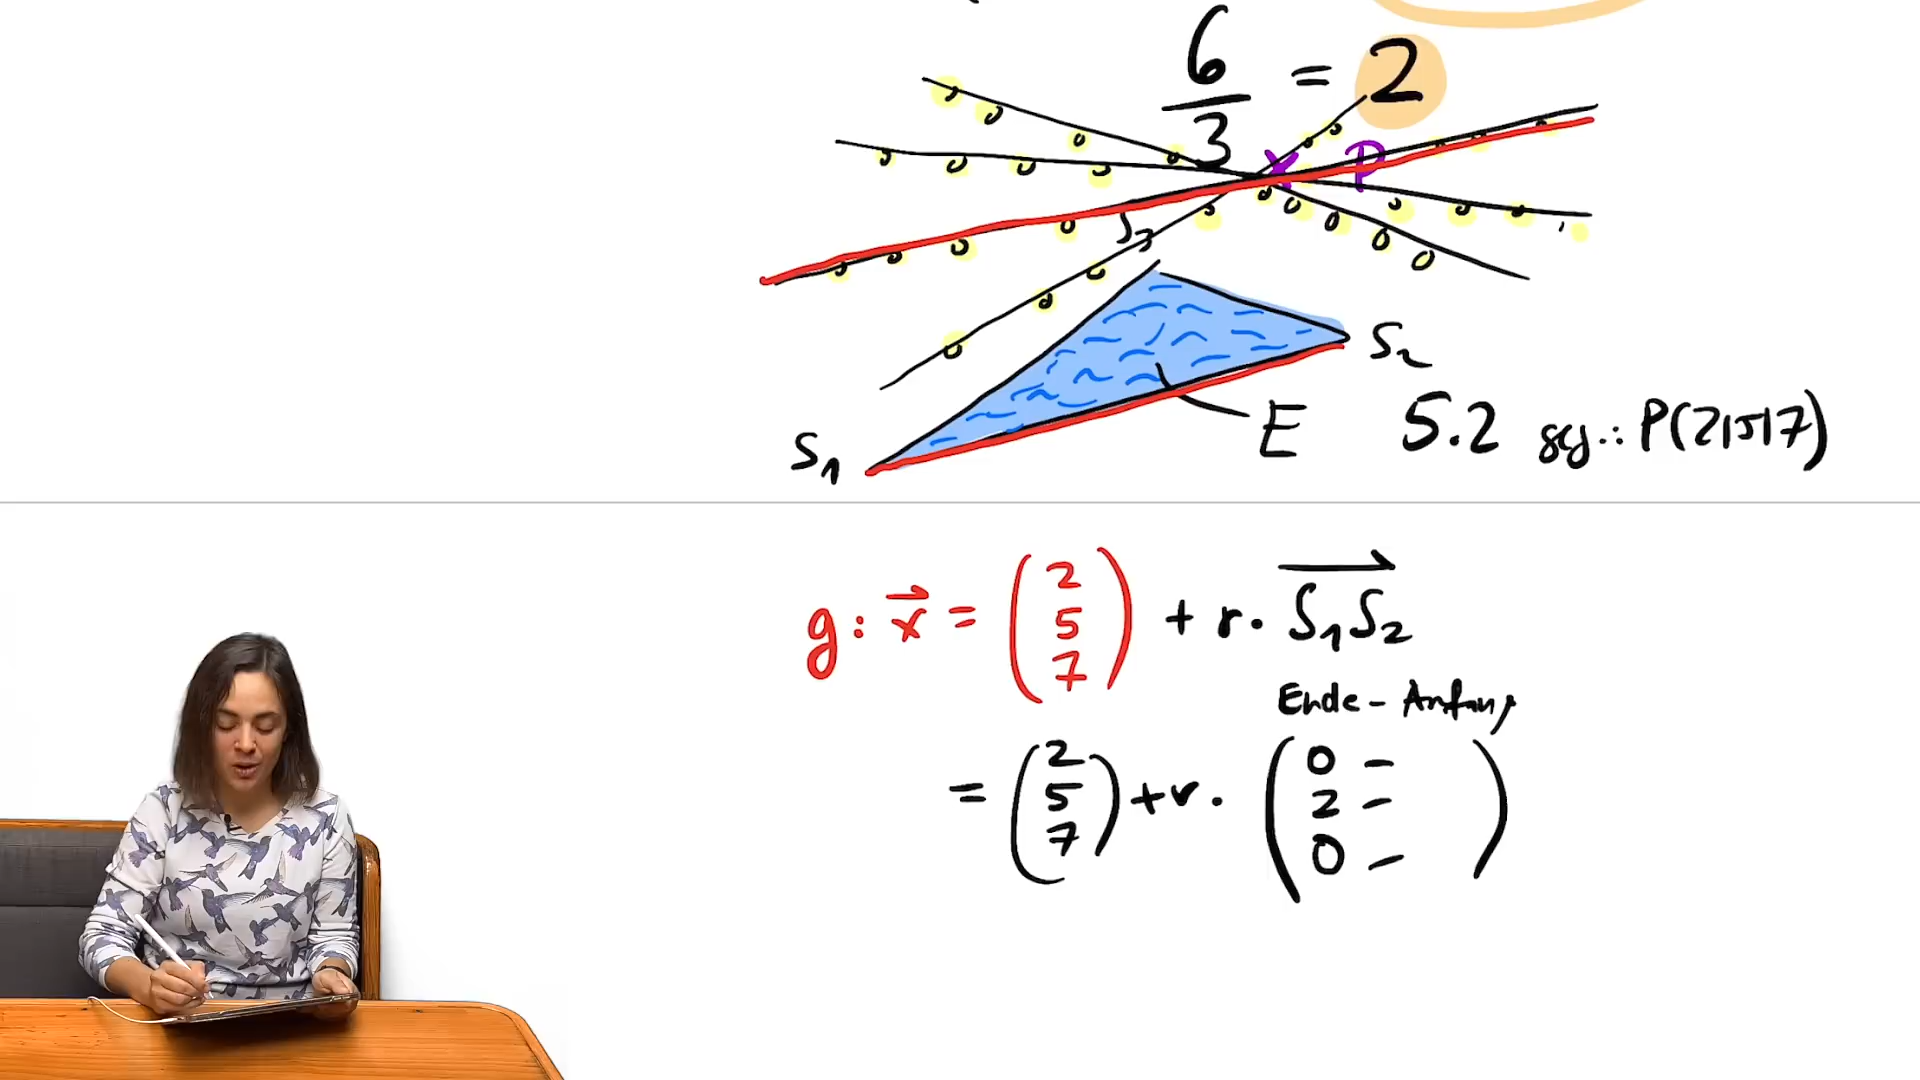 6/3 = 2
P
S₃
S₂
S₁
E
5.2 geg.: P(2|5|7)
g: x⃗ = (2 5 7) + r · S₁S₂
Ende - Anfang
= (2 5 7) + r · (0 - 2 - 0 -)